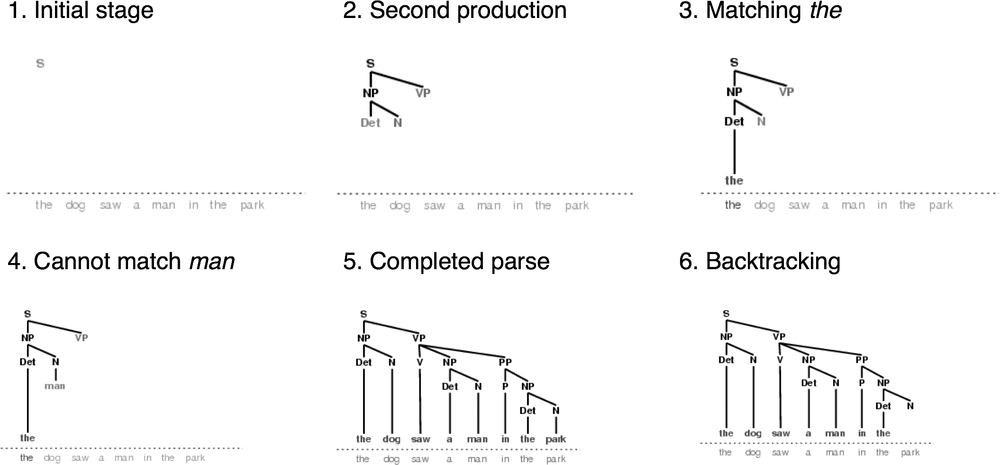 1. Initial stage
S
the dog saw a man in the park
2. Second production
S
NP VP
Det N
the dog saw a man in the park
3. Matching the
S
NP VP
Det N
the
the dog saw a man in the park
4. Cannot match man
S
NP VP
Det N
man
the
the dog saw a man in the park
5. Completed parse
S
NP VP
Det N V NP PP
Det N P NP
Det N
the dog saw a man in the park
the dog saw a man in the park
6. Backtracking
S
NP VP
Det N V NP PP
Det N P NP
Det N
the dog saw a man in the
the dog saw a man in the park